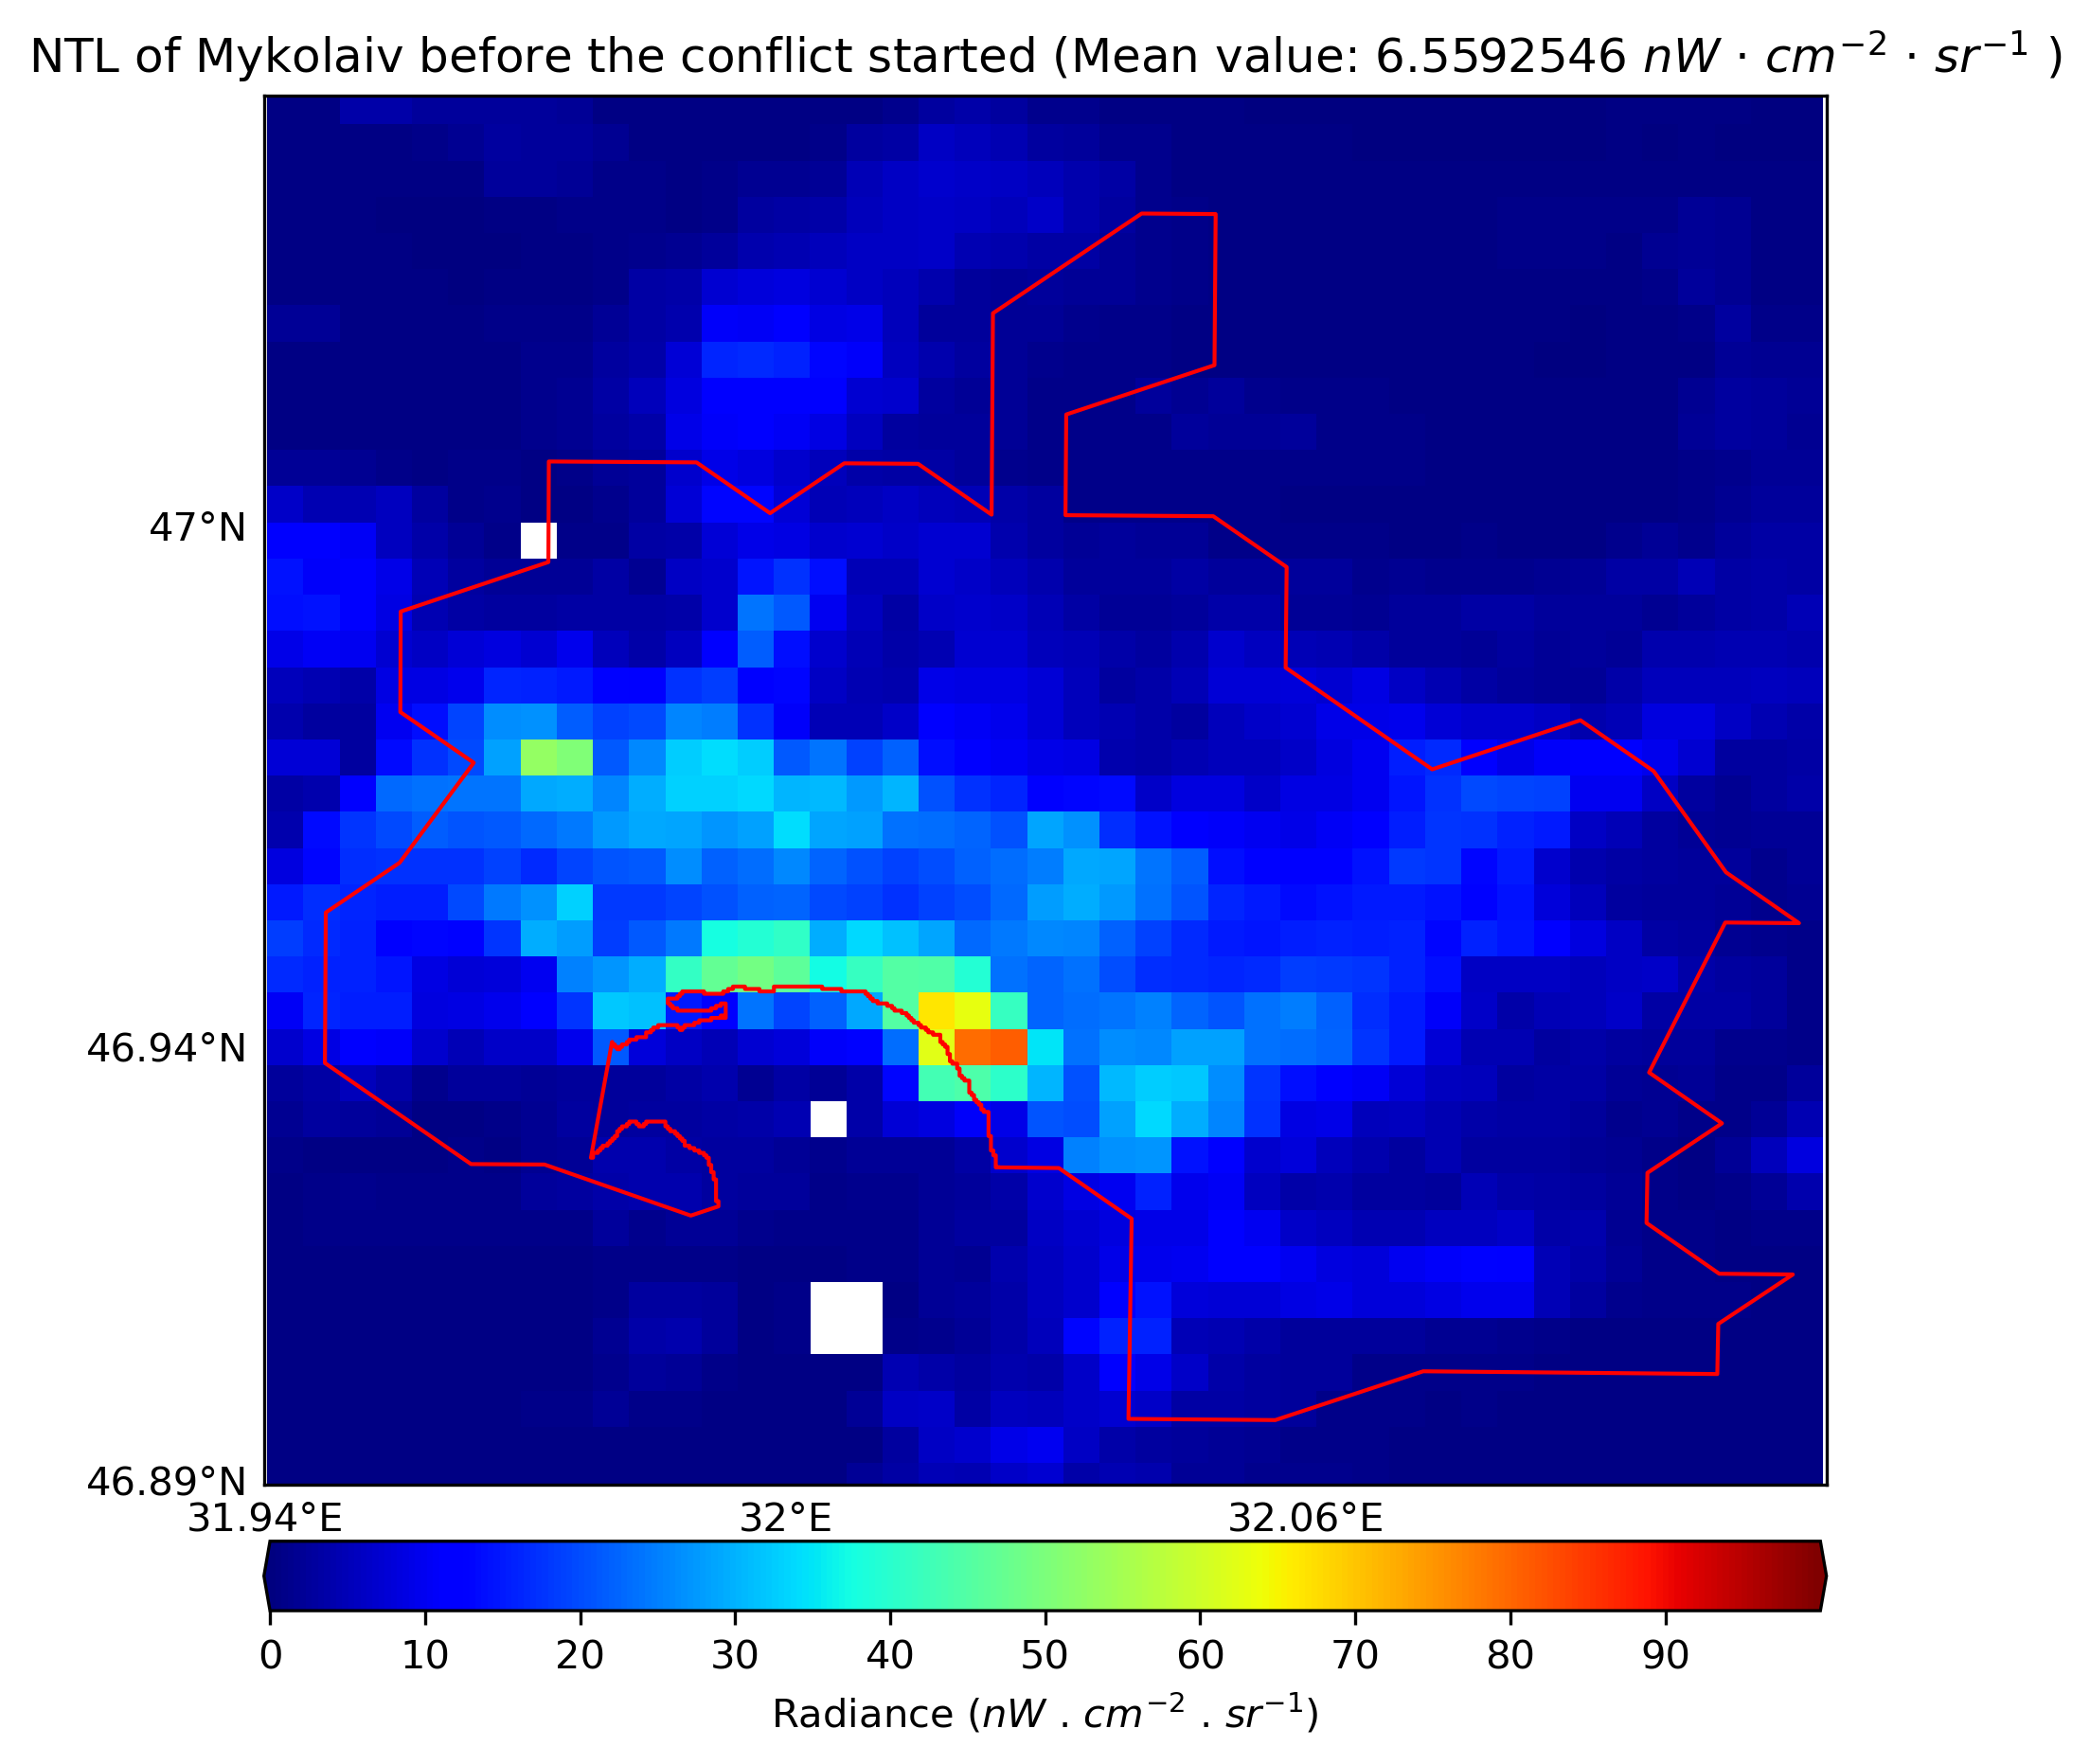 NTL of Mykolaiv before the conflict started (Mean value: 6.5592546 nW · cm⁻² · sr⁻¹ )
47°N
46.94°N
46.89°N
31.94°E 32°E 32.06°E
0 10 20 30 40 50 60 70 80 90
Radiance (nW . cm⁻² . sr⁻¹)